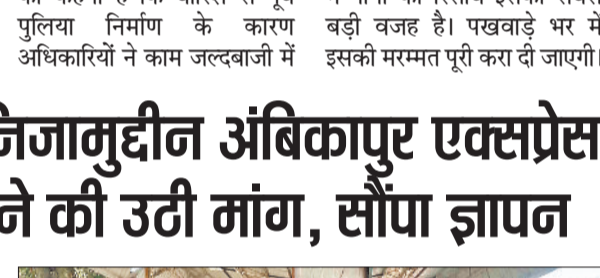 पुलिया निर्माण के कारण
अधिकारियों ने काम जल्दबाजी में
बड़ी वजह है। पखवाड़े भर में
इसकी मरम्मत पूरी करा दी जाएगी।
निजामुद्दीन अंबिकापुर एक्सप्रेस
ने की उठी मांग, सौंपा ज्ञापन